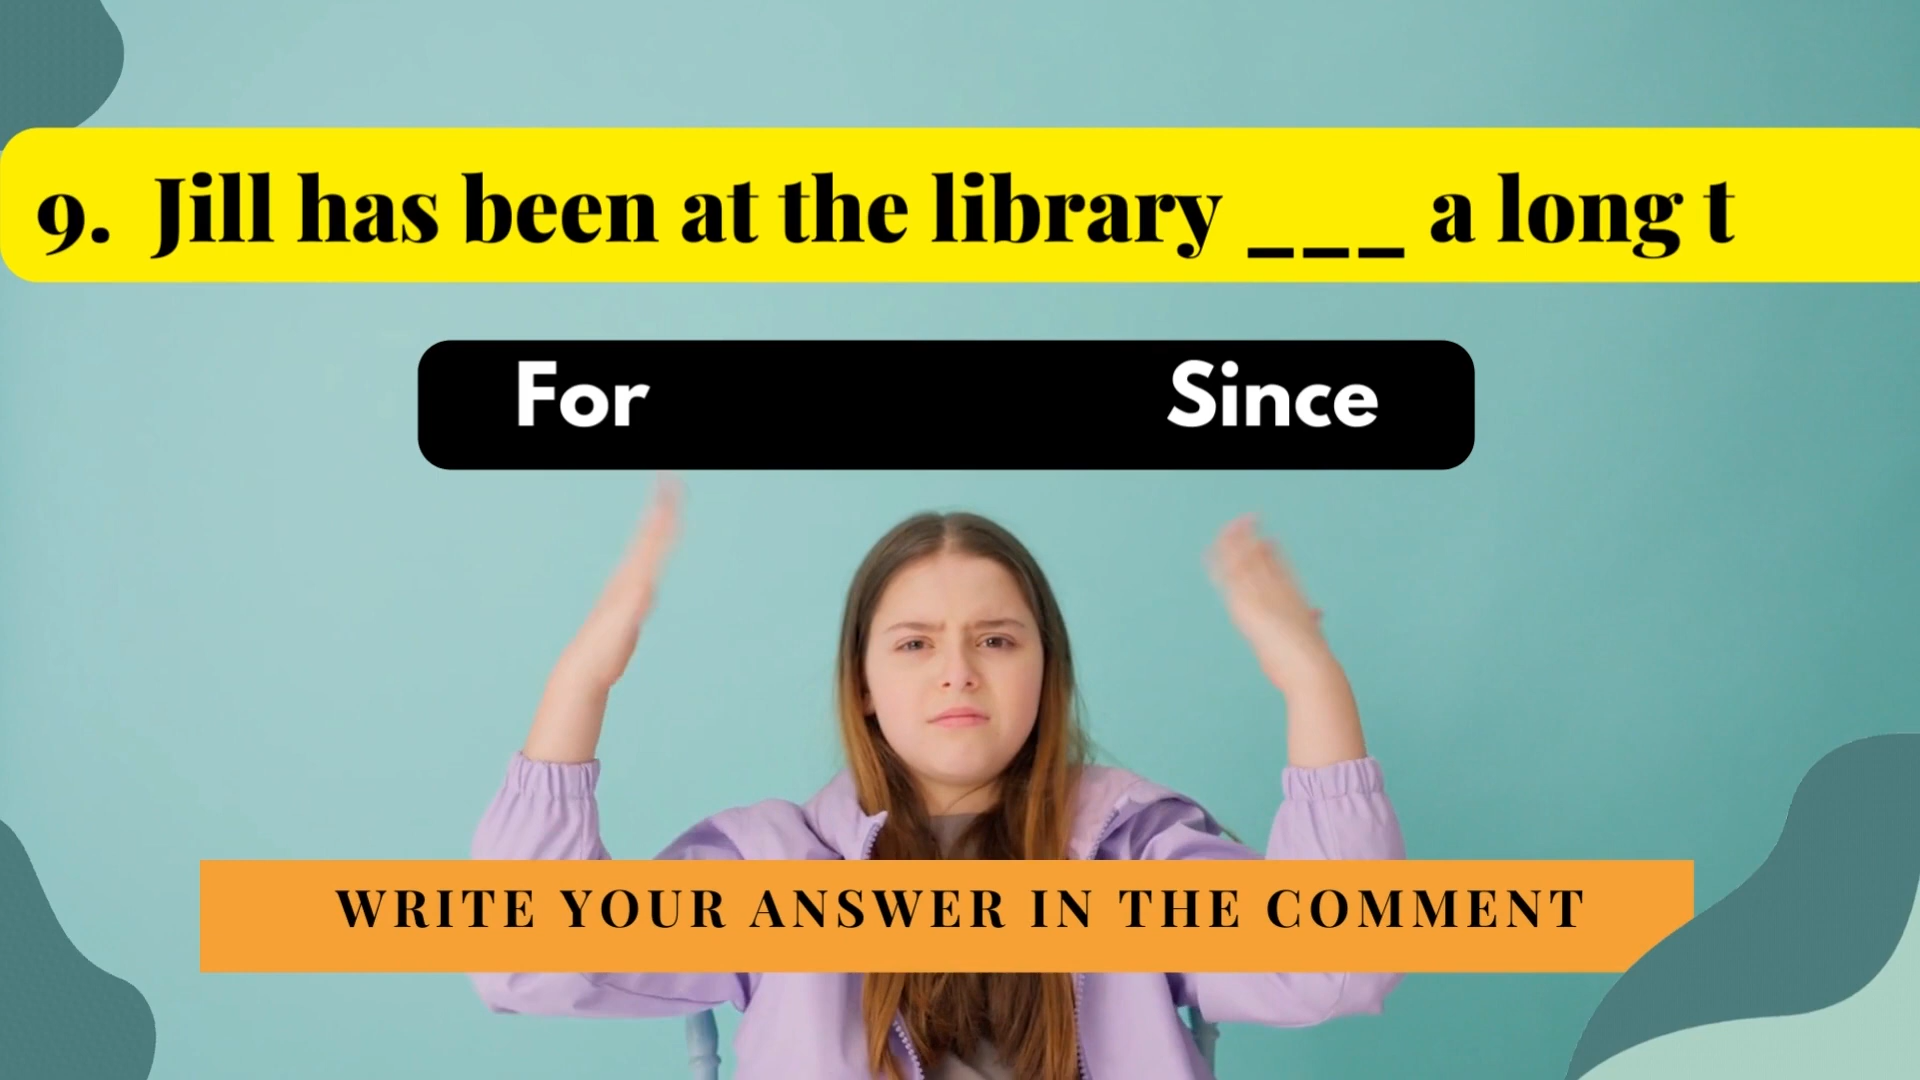 9. Jill has been at the library ___ a long t
For Since
WRITE YOUR ANSWER IN THE COMMENT